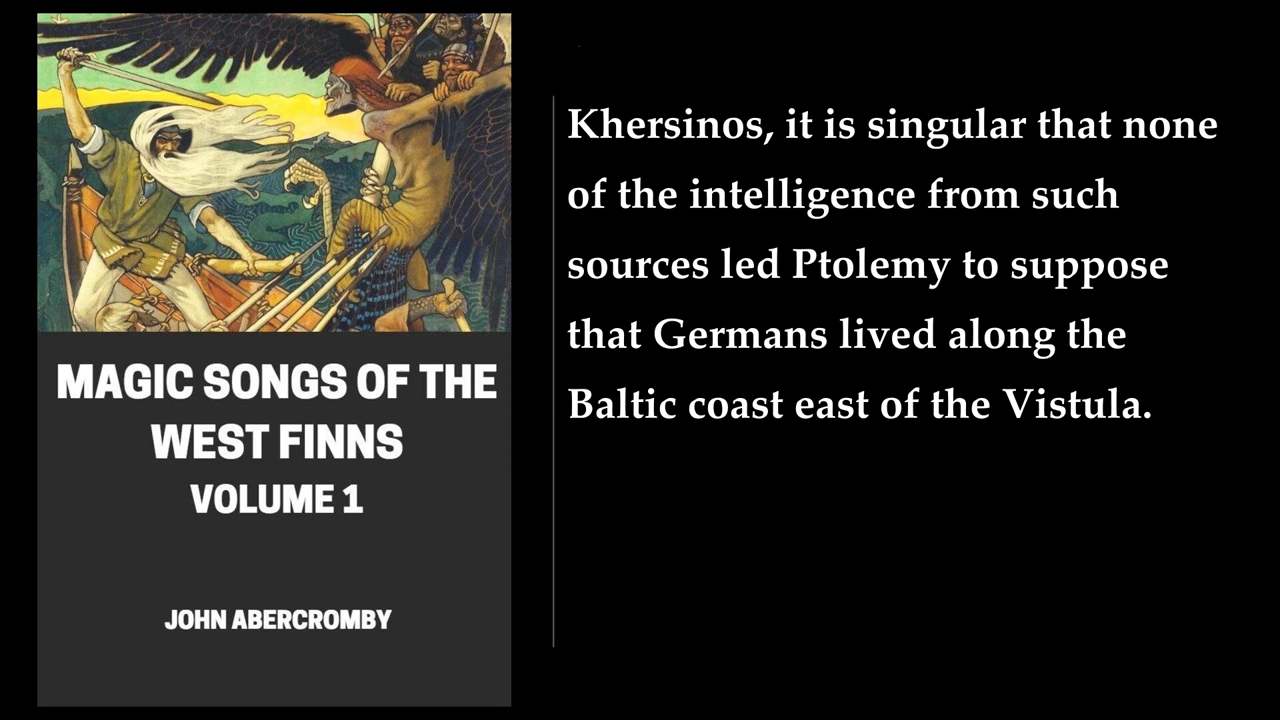 MAGIC SONGS OF THE
WEST FINNS
VOLUME 1
JOHN ABERCROMBY
Khersinos, it is singular that none
of the intelligence from such
sources led Ptolemy to suppose
that Germans lived along the
Baltic coast east of the Vistula.